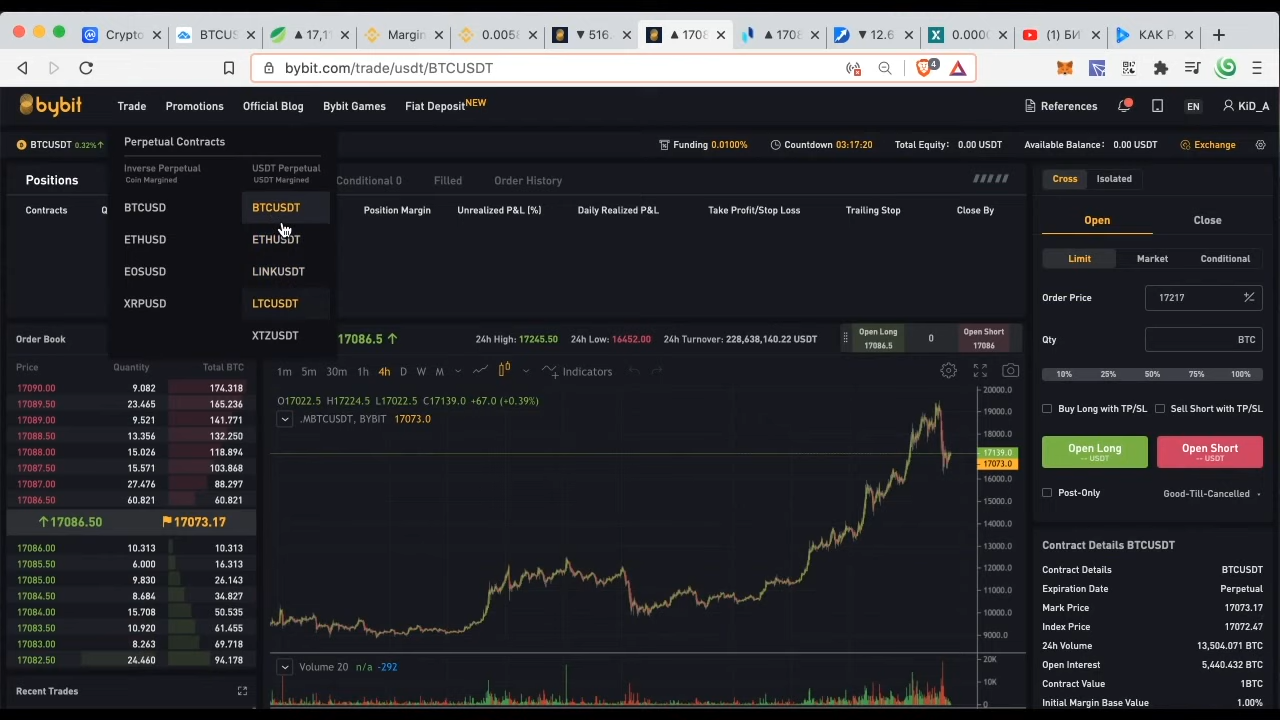 Crypto
BTCUS
▲ 17,1
Margin
0.0058
▼ 516.
▲ 1708
▲ 1708
▼ 12.6
0.0000
(1) БИ
КАК Р
bybit.com/trade/usdt/BTCUSDT
4
bybit
Trade
Promotions
Official Blog
Bybit Games
Fiat Deposit NEW
References
EN
KiD_A
BTCUSDT 0.32%↑
Funding 0.0100%
Countdown 03:17:20
Total Equity: 0.00 USDT
Available Balance: 0.00 USDT
Exchange
Perpetual Contracts
Inverse Perpetual
Coin Margined
USDT Perpetual
USDT Margined
BTCUSD
BTCUSDT
ETHUSD
ETHUSDT
EOSUSD
LINKUSDT
XRPUSD
LTCUSDT
XTZUSDT
Positions
Conditional 0
Filled
Order History
Contracts
Q
Position Margin
Unrealized P&L (%)
Daily Realized P&L
Take Profit/Stop Loss
Trailing Stop
Close By
Cross
Isolated
Open
Close
Limit
Market
Conditional
Order Price
17217
Qty
BTC
10%
25%
50%
75%
100%
Buy Long with TP/SL
Sell Short with TP/SL
Open Long
-- USDT
Open Short
-- USDT
Post-Only
Good-Till-Cancelled
Order Book
17086.5 ↑
24h High: 17245.50
24h Low: 16452.00
24h Turnover: 228,638,140.22 USDT
Open Long
17086.5
0
Open Short
17086
Price
Quantity
Total BTC
17090.00 9.082 174.318
17089.50 23.465 165.236
17089.00 9.521 141.771
17088.50 13.356 132.250
17088.00 15.026 118.894
17087.50 15.571 103.868
17087.00 27.476 88.297
17086.50 60.821 60.821
↑17086.50
17073.17
17086.00 10.313 10.313
17085.50 6.000 16.313
17085.00 9.830 26.143
17084.50 8.684 34.827
17084.00 15.708 50.535
17083.50 10.920 61.455
17083.00 8.263 69.718
17082.50 24.460 94.178
Recent Trades
1m 5m 30m 1h 4h D W M
Indicators
O17022.5 H17224.5 L17022.5 C17139.0 +67.0 (+0.39%)
.MBTCUSDT, BYBIT 17073.0
20000.0
19000.0
18000.0
17139.0
17073.0
16000.0
15000.0
14000.0
13000.0
12000.0
11000.0
10000.0
9000.0
Volume 20 n/a -292
20K
10K
0
Contract Details BTCUSDT
Contract Details BTCUSDT
Expiration Date Perpetual
Mark Price 17073.17
Index Price 17072.47
24h Volume 13,504.071 BTC
Open Interest 5,440.432 BTC
Contract Value 1BTC
Initial Margin Base Value 1.00%